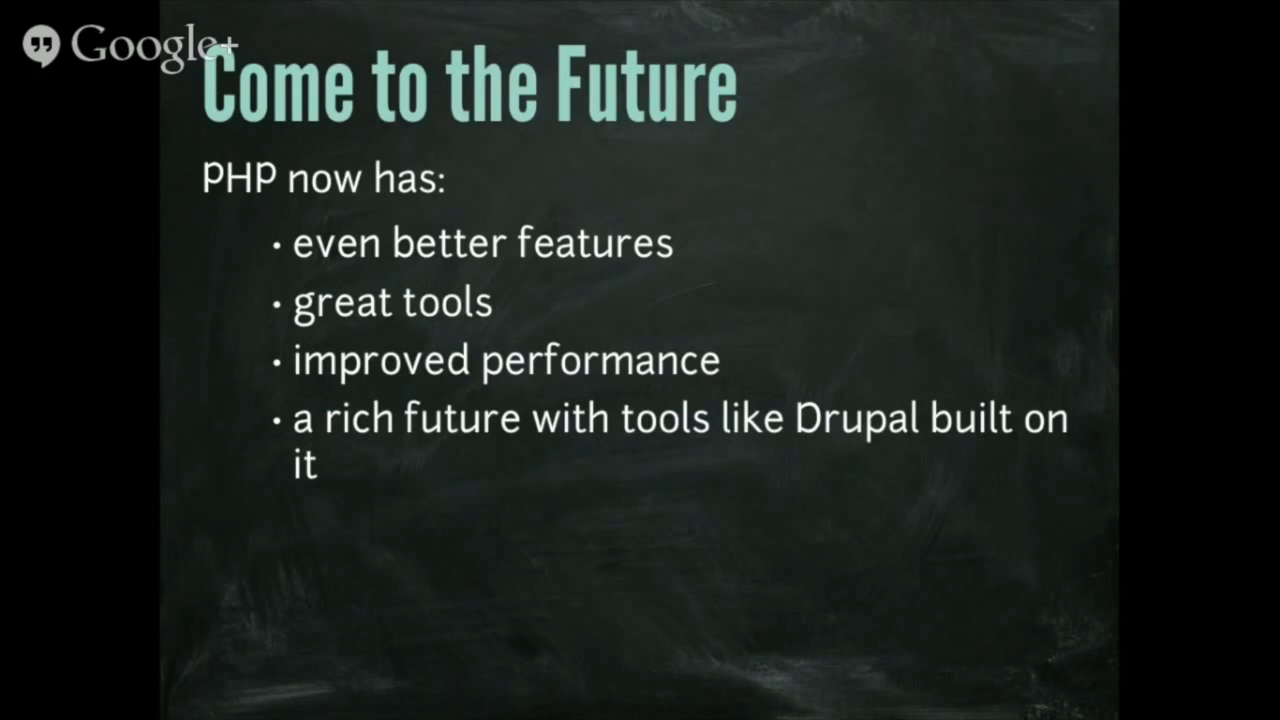 Google+
Come to the Future
PHP now has:
• even better features
• great tools
• improved performance
• a rich future with tools like Drupal built on
it